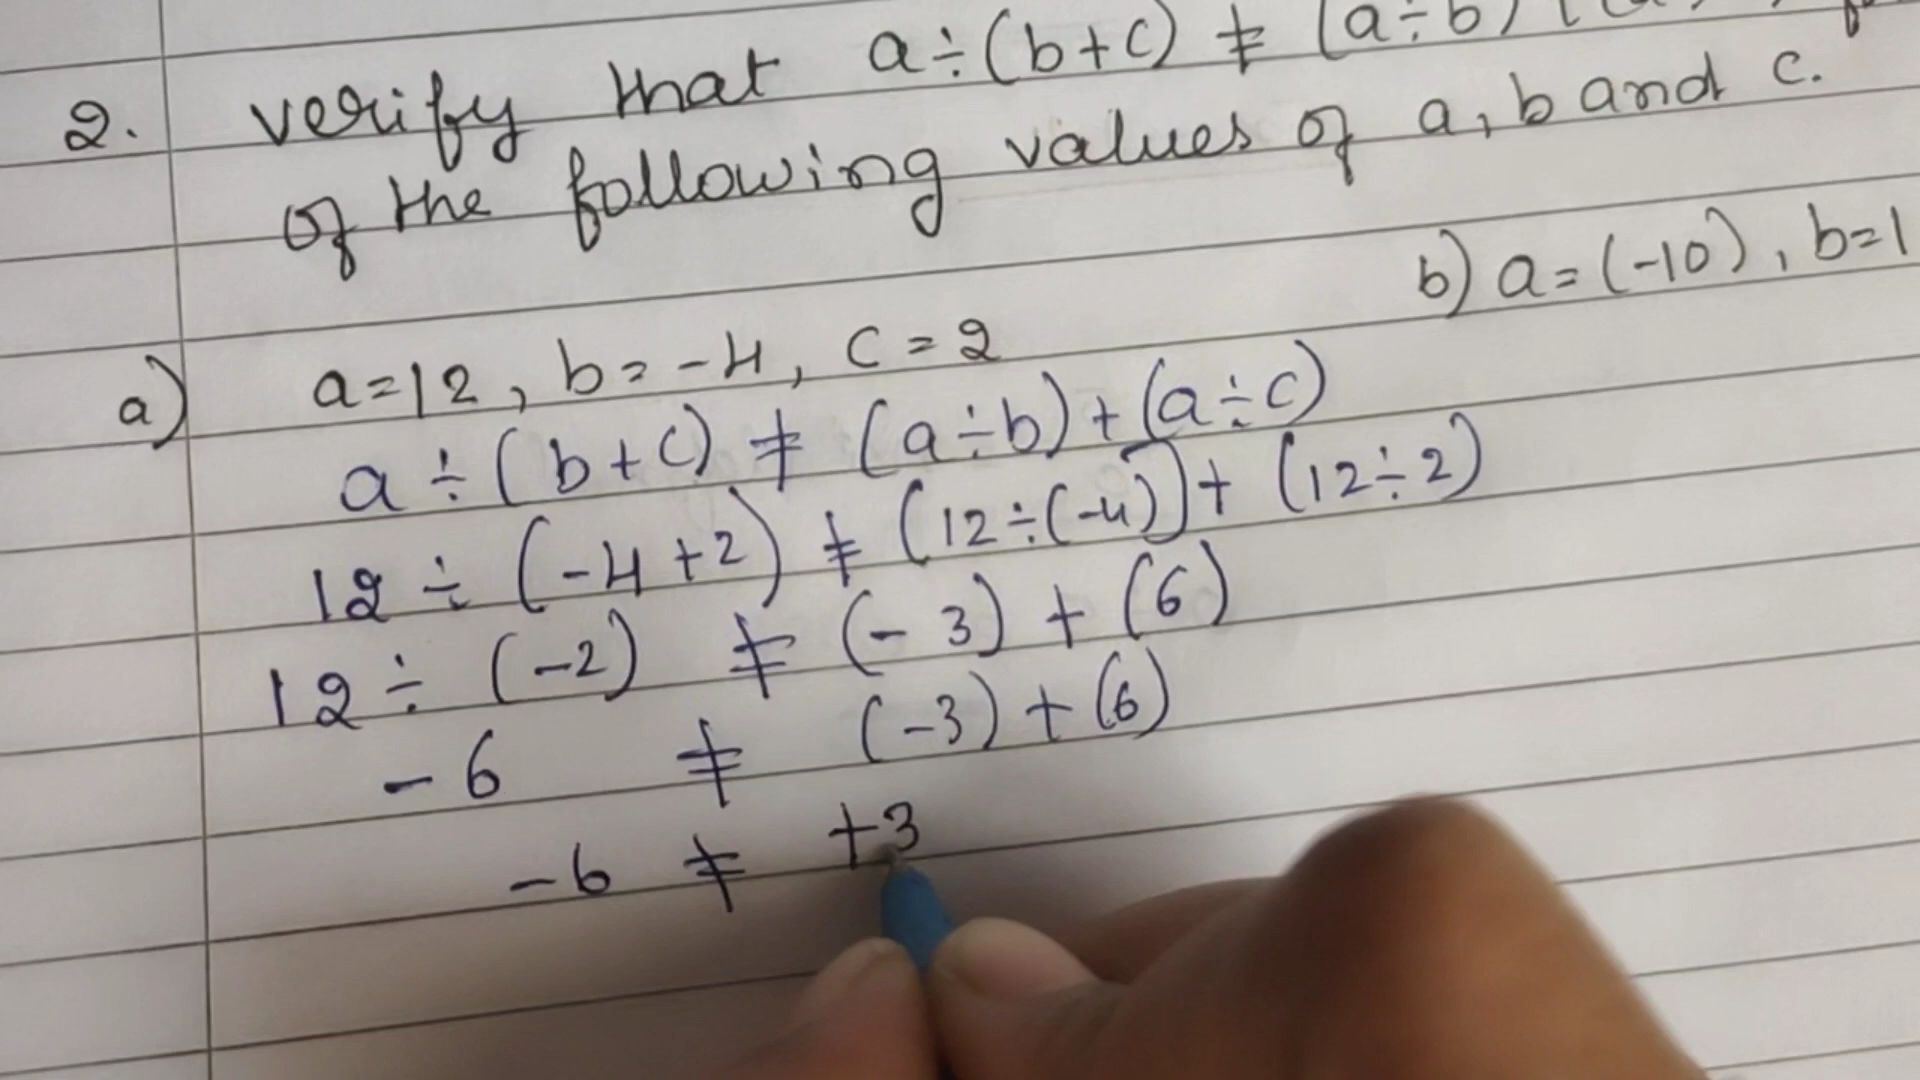 2. verify that a÷(b+c) ≠ (a÷b)
of the following values of a, b and c.
b) a=(-10), b=1
a) a=12, b=-4, c=2
a÷(b+c) ≠ (a÷b)+(a÷c)
12÷(-4+2) ≠ (12÷(-4))+(12÷2)
12÷(-2) ≠ (-3)+(6)
-6 ≠ (-3)+(6)
-6 ≠ +3